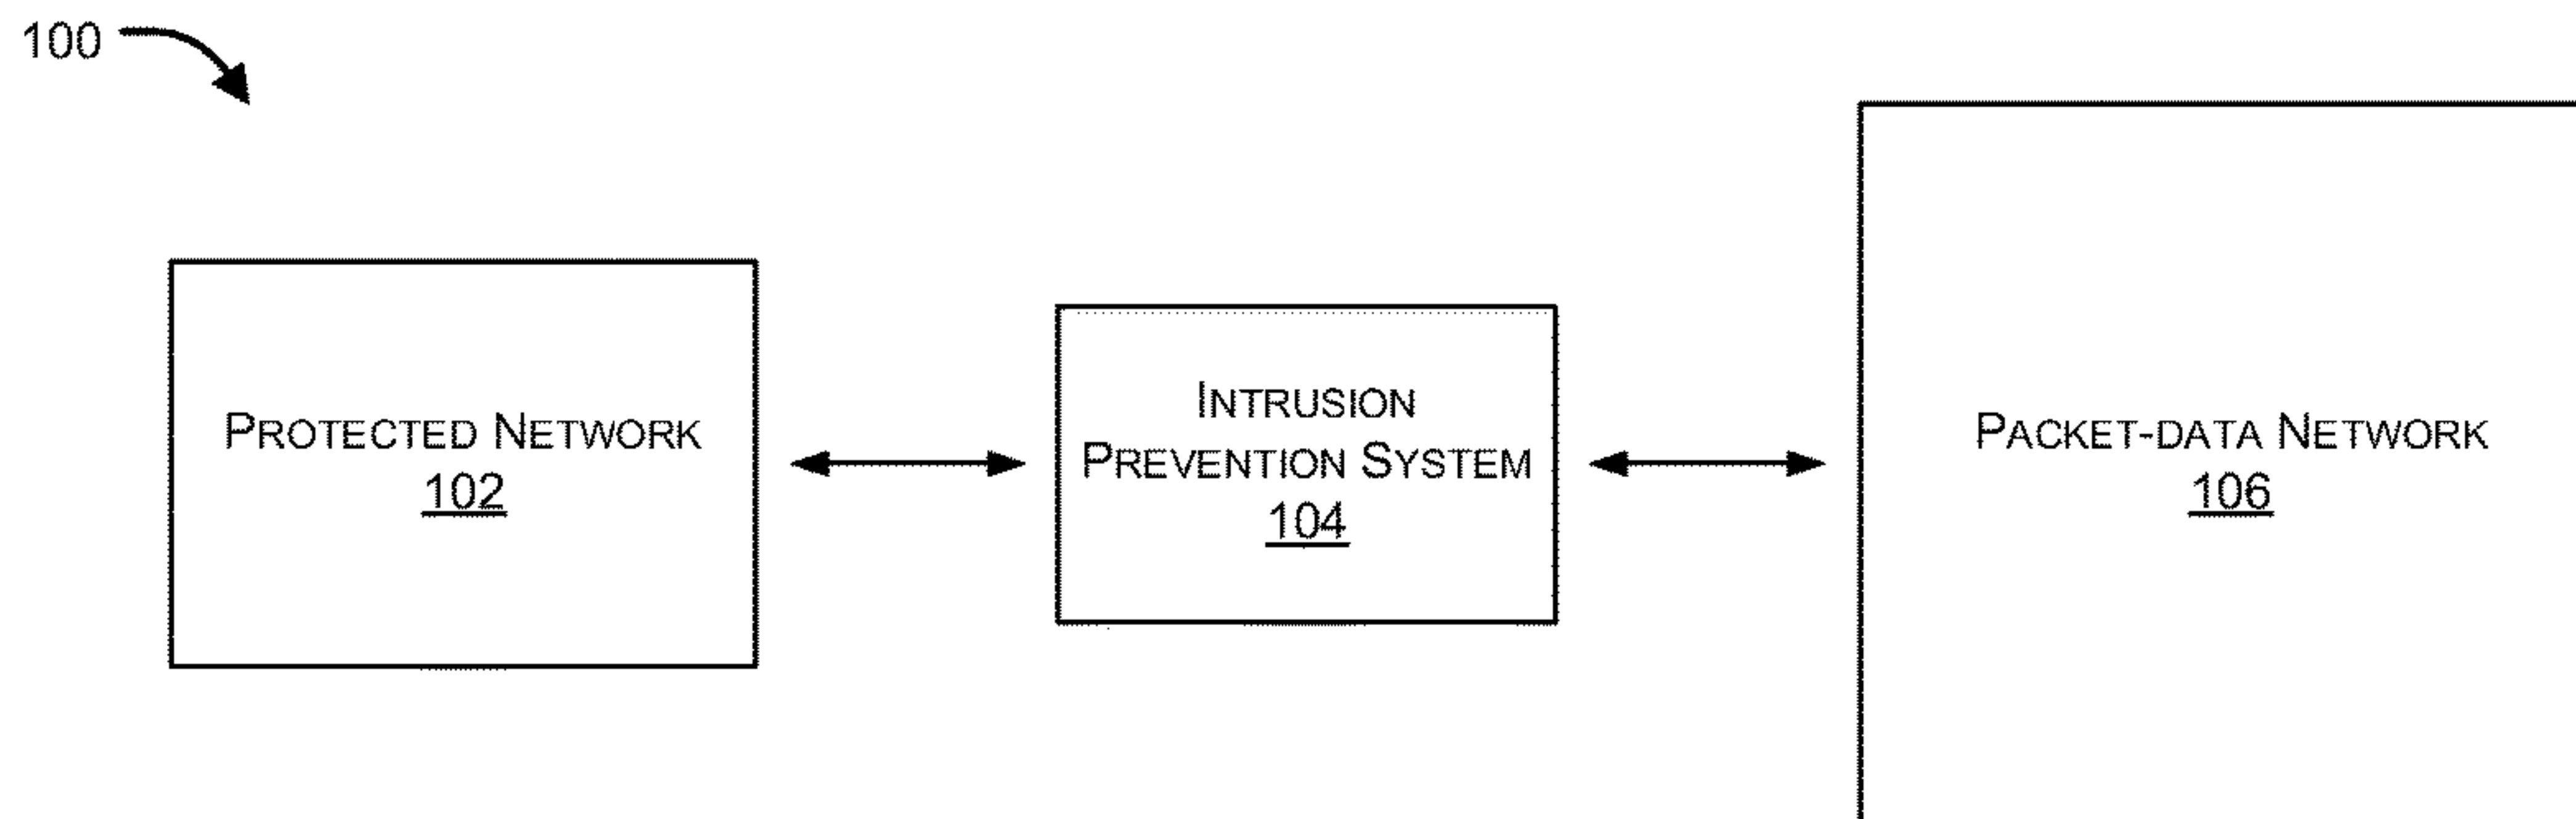 100
PROTECTED NETWORK
102
INTRUSION
PREVENTION SYSTEM
104
PACKET-DATA NETWORK
106